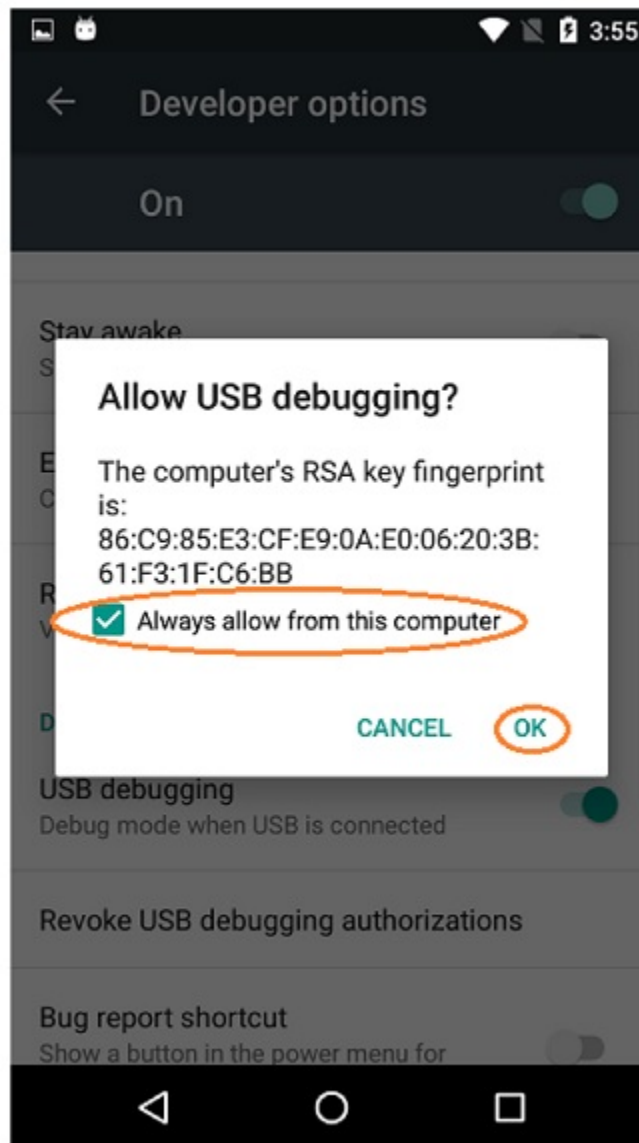 3:55
Developer options
On
Stay awake
S
Allow USB debugging?
The computer's RSA key fingerprint
is:
86:C9:85:E3:CF:E9:0A:E0:06:20:3B:
61:F3:1F:C6:BB
E
C
R
V
Always allow from this computer
D
CANCEL OK
USB debugging
Debug mode when USB is connected
Revoke USB debugging authorizations
Bug report shortcut
Show a button in the power menu for